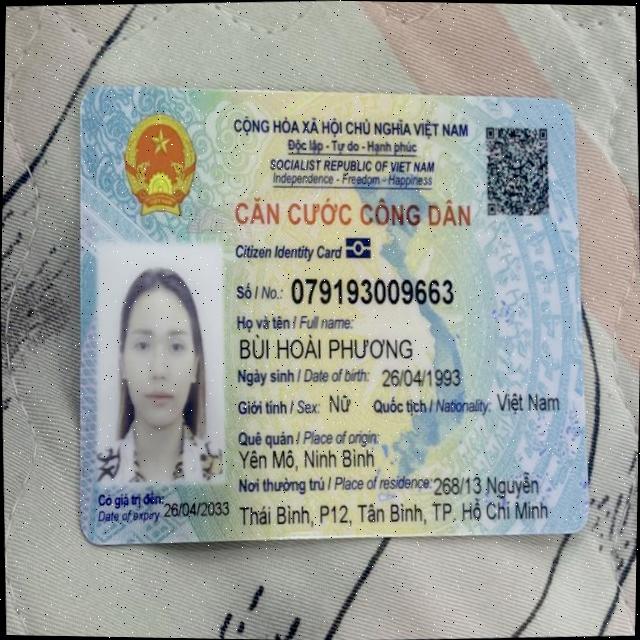 CỘNG HÒA XÃ HỘI CHỦ NGHĨA VIỆT NAM
Độc lập - Tự do - Hạnh phúc
SOCIALIST REPUBLIC OF VIET NAM
Independence - Freedom - Happiness
CĂN CƯỚC CÔNG DÂN
Citizen Identity Card
Số / No.: 079193009663
Họ và tên / Full name:
BÙI HOÀI PHƯƠNG
Ngày sinh / Date of birth: 26/04/1993
Giới tính / Sex: Nữ Quốc tịch / Nationality: Việt Nam
Quê quán / Place of origin:
Yên Mô, Ninh Bình
Nơi thường trú / Place of residence: 268/13 Nguyễn
Thái Bình, P12, Tân Bình, TP. Hồ Chí Minh
Có giá trị đến: 26/04/2033
Date of expiry